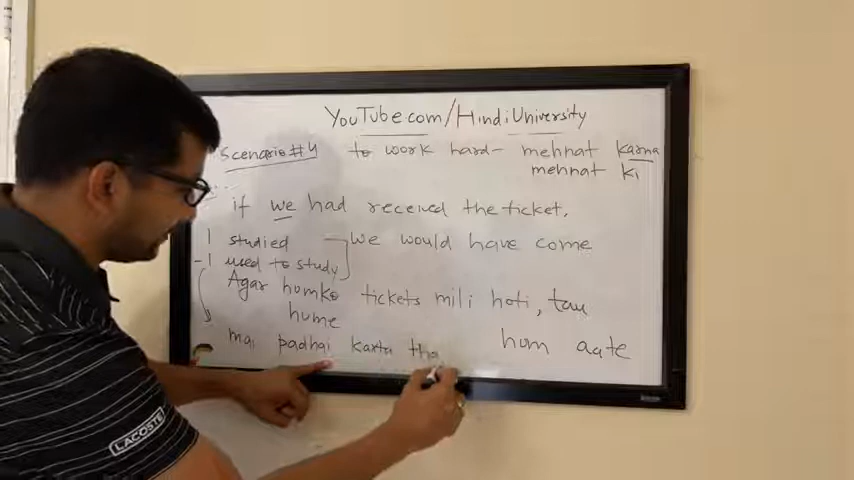 YouTube.com/HindiUniversity
Scenario #4 to work hard - mehnat karna
mehnat ki
if we had received the ticket,
I studied we would have come
- I used to study
Agar humko tickets mili hoti, tau
hume
mai padhai karta tha hum aate
LACOSTE